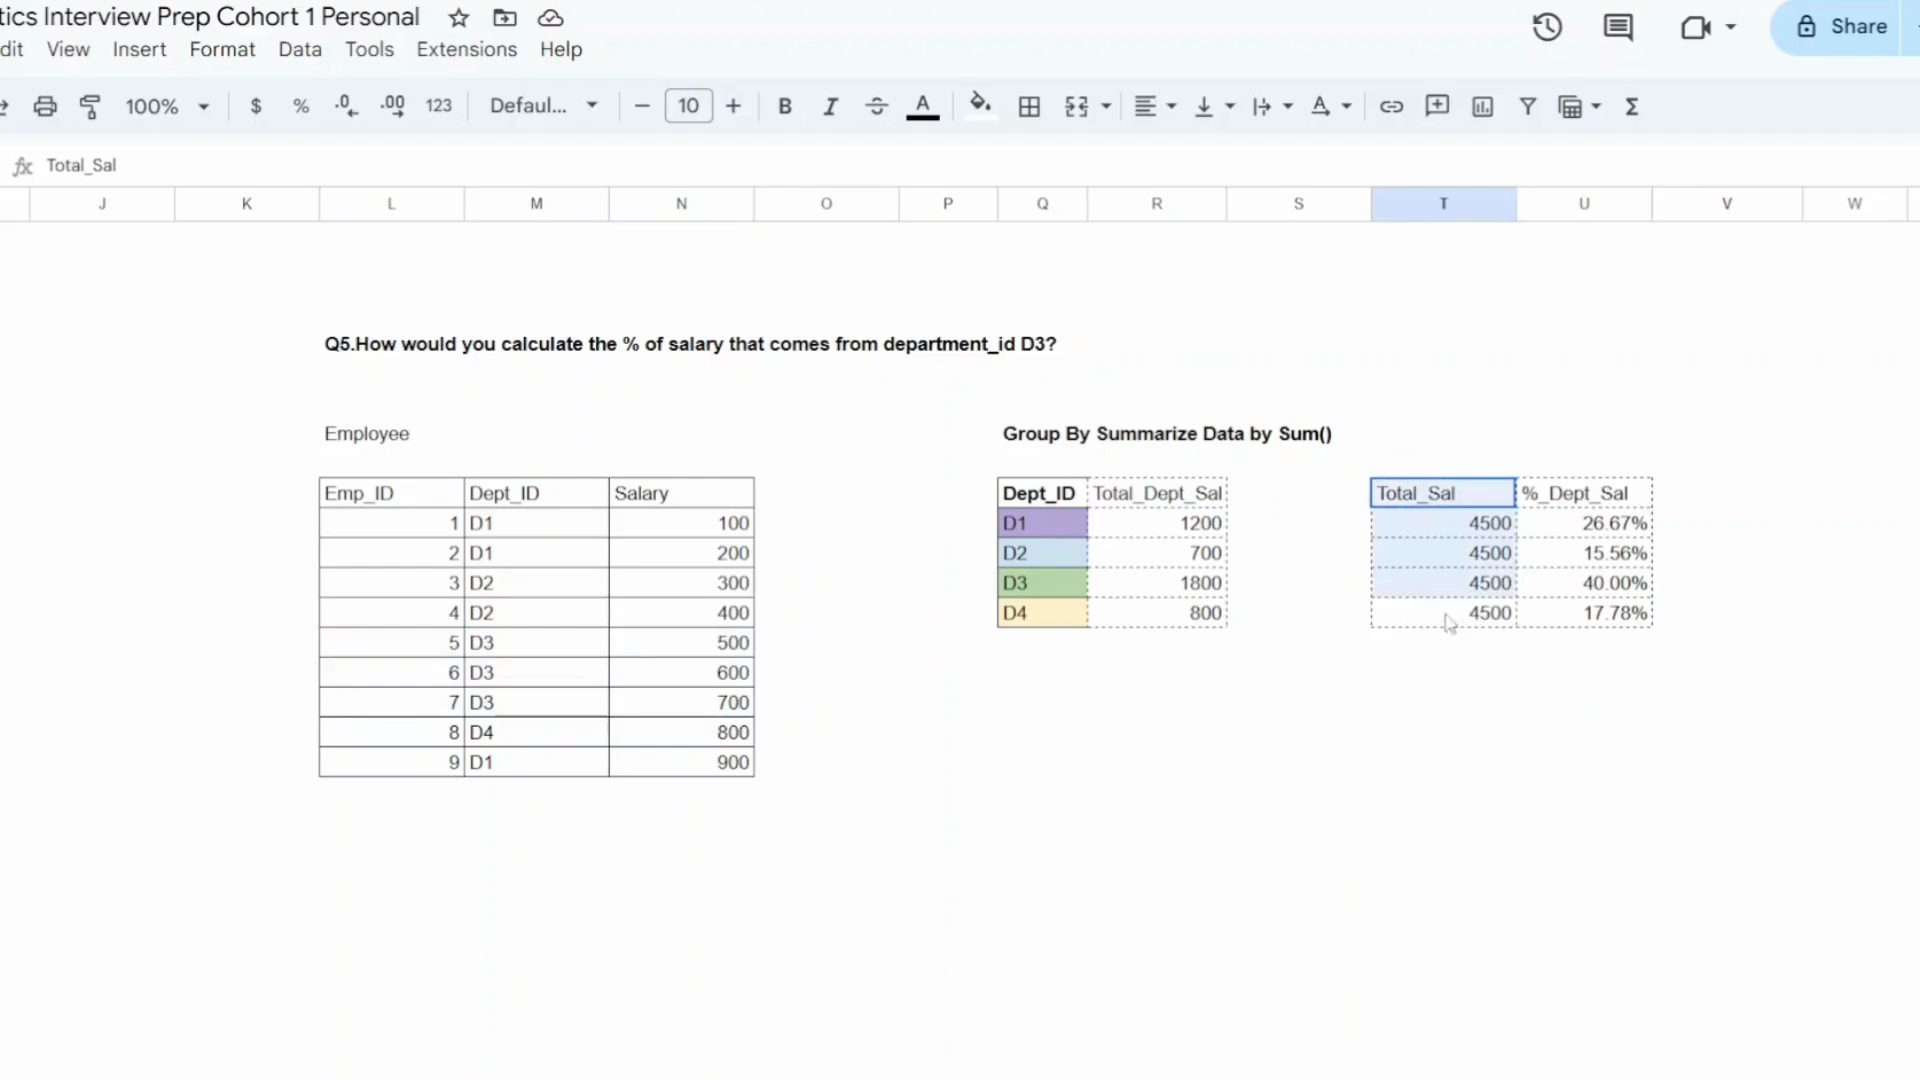 tics Interview Prep Cohort 1 Personal
dit View Insert Format Data Tools Extensions Help
Share
100% $ % .0 .00 123 Defaul... − 10 + B I A Σ
fx Total_Sal
J K L M N O P Q R S T U V W
Q5.How would you calculate the % of salary that comes from department_id D3?
Employee
Group By Summarize Data by Sum()
Emp_ID Dept_ID Salary
1 D1 100
2 D1 200
3 D2 300
4 D2 400
5 D3 500
6 D3 600
7 D3 700
8 D4 800
9 D1 900
Dept_ID Total_Dept_Sal
D1 1200
D2 700
D3 1800
D4 800
Total_Sal %_Dept_Sal
4500 26.67%
4500 15.56%
4500 40.00%
4500 17.78%